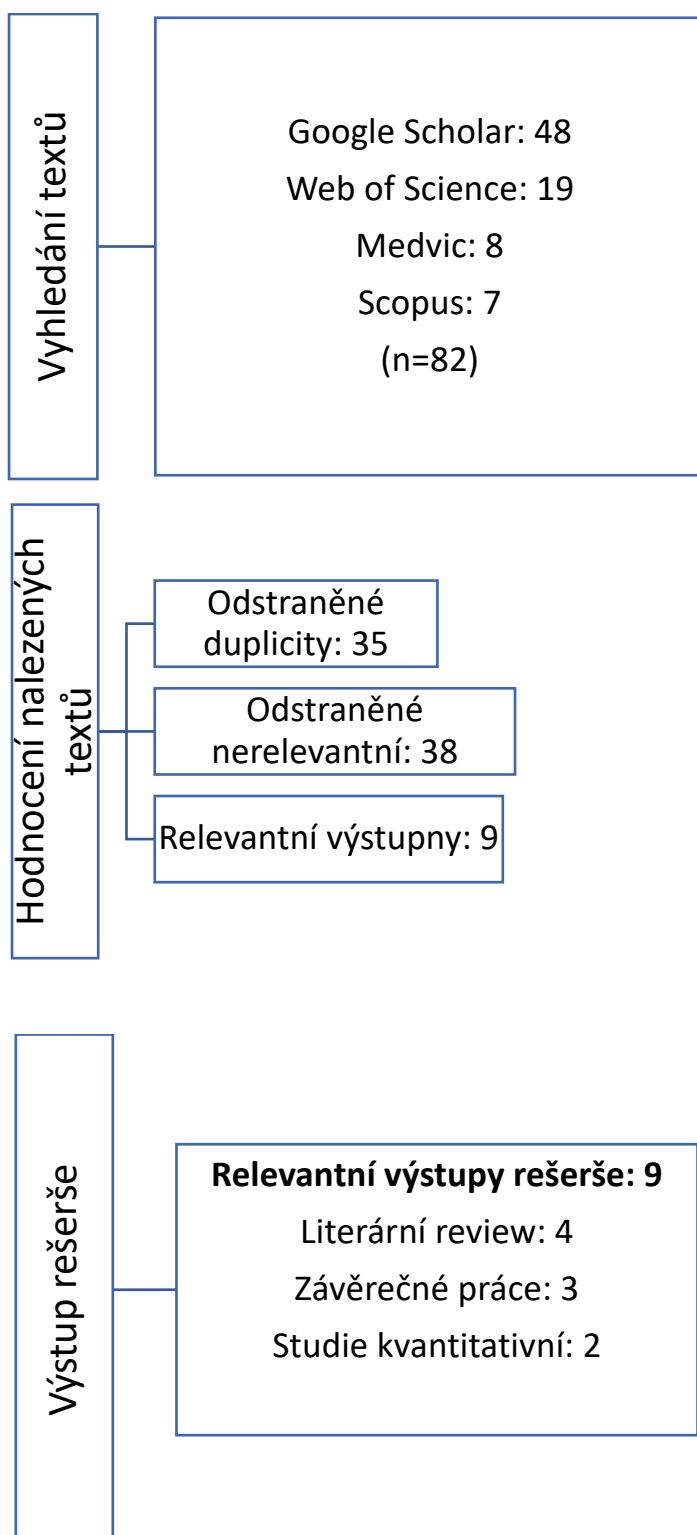 Vyhledání textů
Google Scholar: 48
Web of Science: 19
Medvic: 8
Scopus: 7
(n=82)
Hodnocení nalezených
textů
Odstraněné
duplicity: 35
Odstraněné
nerelevantní: 38
Relevantní výstupny: 9
Výstup rešerše
Relevantní výstupy rešerše: 9
Literární review: 4
Závěrečné práce: 3
Studie kvantitativní: 2